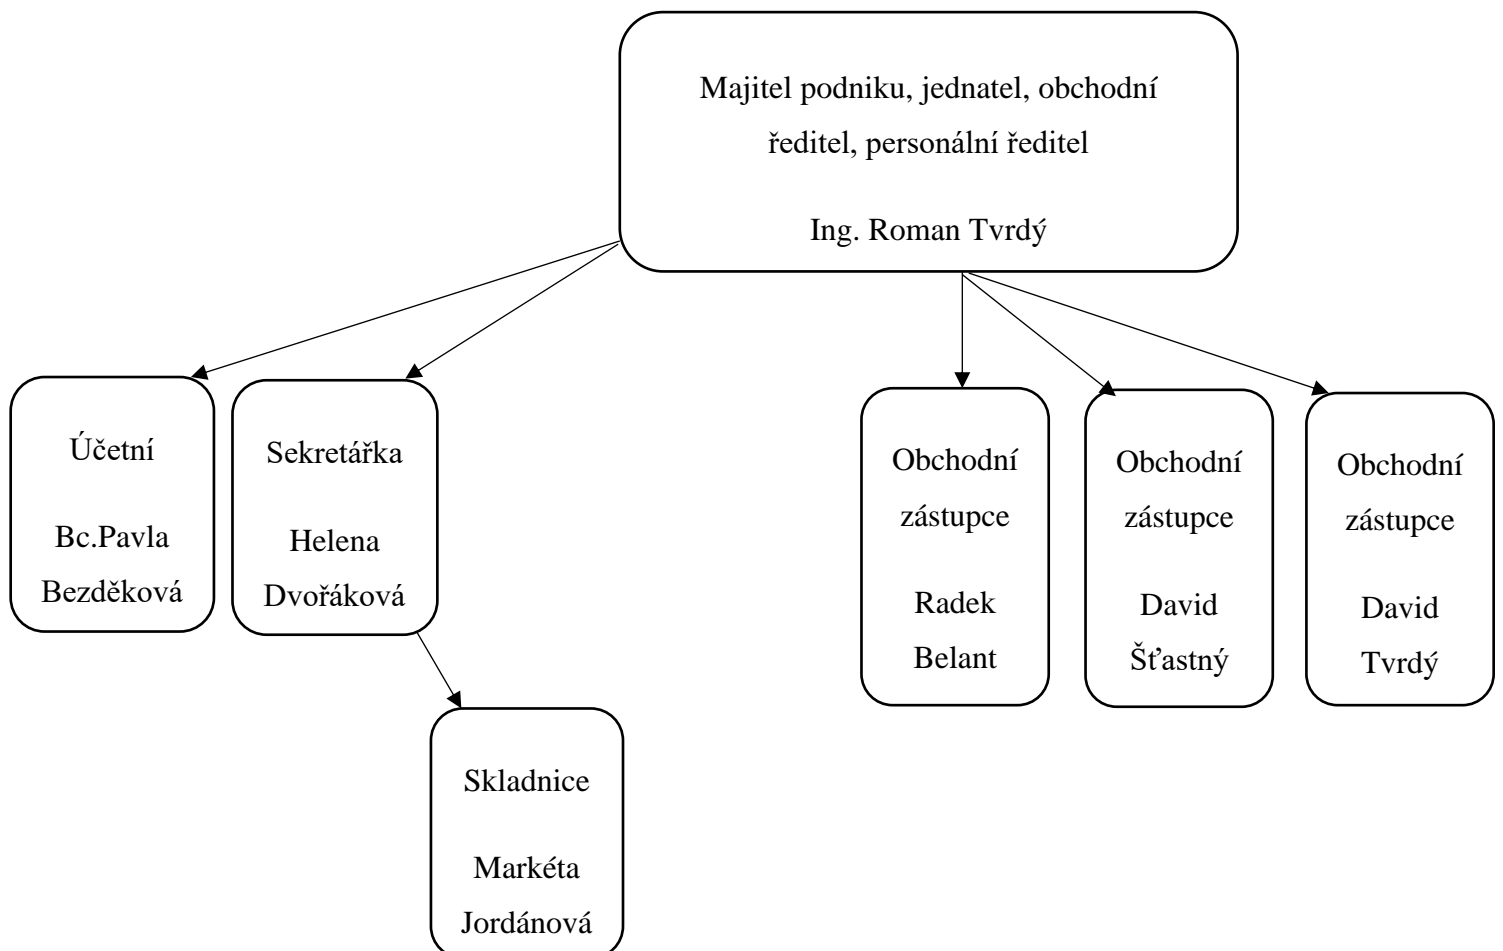 Majitel podniku, jednatel, obchodní
ředitel, personální ředitel
Ing. Roman Tvrdý
Účetní
Bc.Pavla
Bezděková
Sekretářka
Helena
Dvořáková
Obchodní
zástupce
Radek
Belant
Obchodní
zástupce
David
Šťastný
Obchodní
zástupce
David
Tvrdý
Skladnice
Markéta
Jordánová